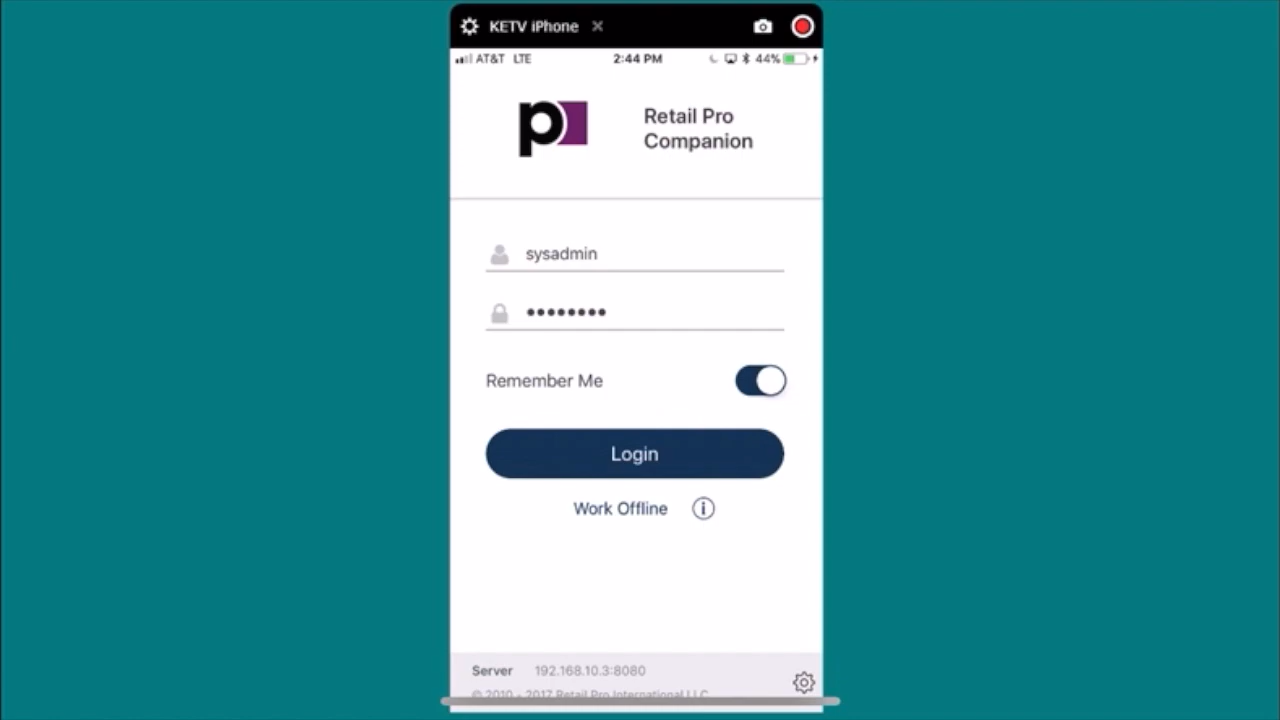 KETV iPhone
AT&T LTE 2:44 PM 44%
Retail Pro
Companion
sysadmin
••••••••
Remember Me
Login
Work Offline
Server 192.168.10.3:8080
© 2010 - 2017 Retail Pro International LLC